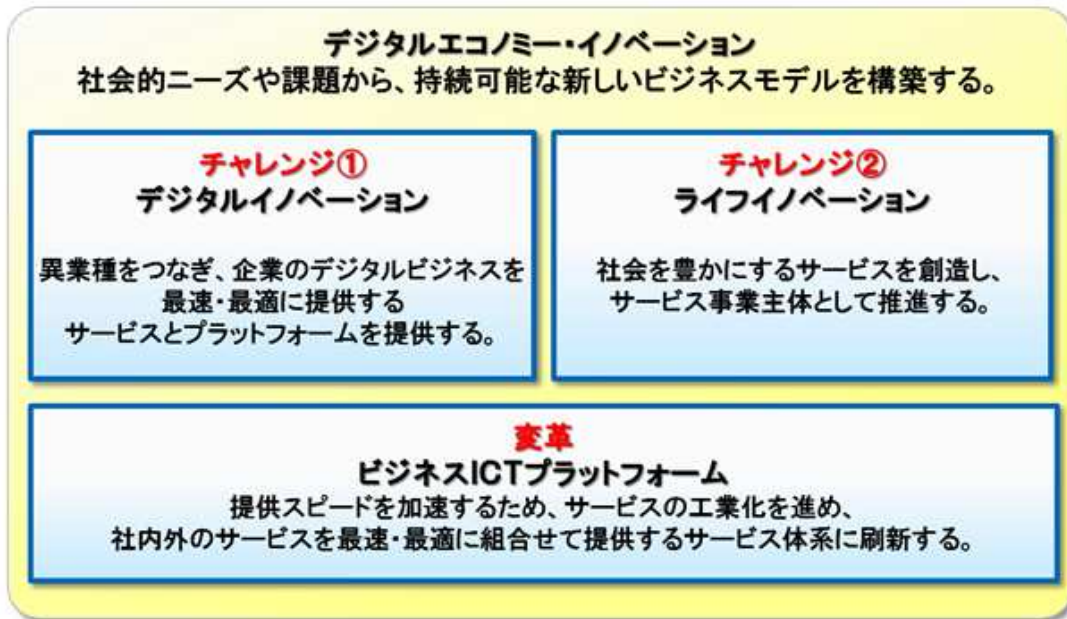 デジタルエコノミー・イノベーション
社会的ニーズや課題から、持続可能な新しいビジネスモデルを構築する。
チャレンジ①
デジタルイノベーション
異業種をつなぎ、企業のデジタルビジネスを
最速・最適に提供する
サービスとプラットフォームを提供する。
チャレンジ②
ライフイノベーション
社会を豊かにするサービスを創造し、
サービス事業主体として推進する。
変革
ビジネスICTプラットフォーム
提供スピードを加速するため、サービスの工業化を進め、
社内外のサービスを最速・最適に組合せて提供するサービス体系に刷新する。